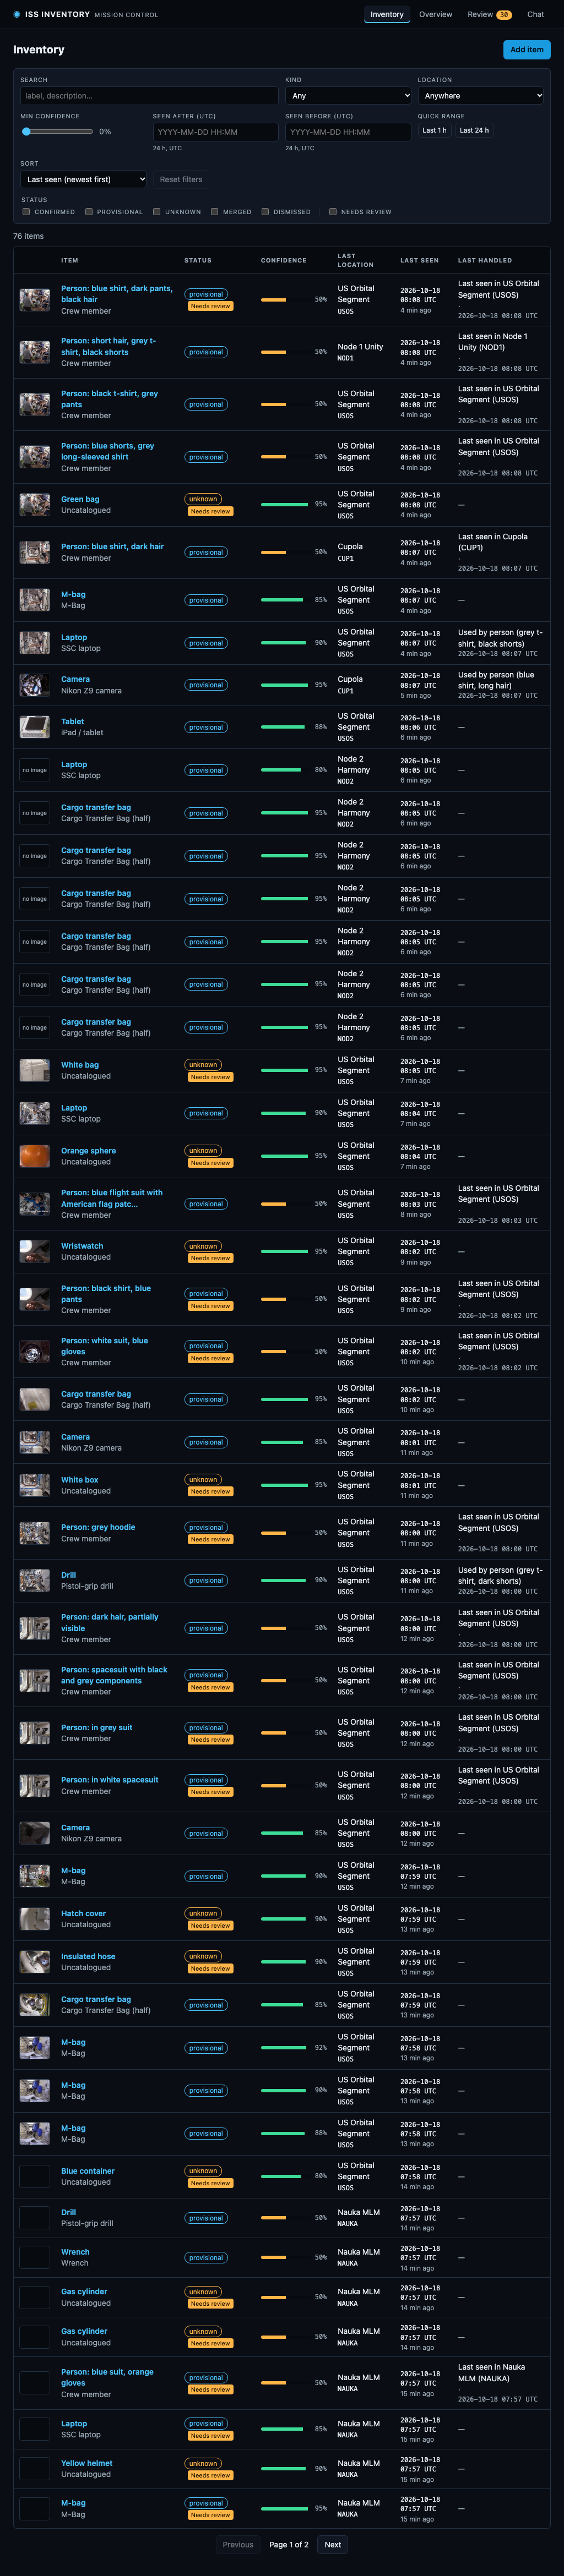 ISS INVENTORY MISSION CONTROL
Inventory
Overview
Review 30
Chat
Inventory
Add item
SEARCH
label, description...
KIND
Any
LOCATION
Anywhere
MIN CONFIDENCE
0%
SEEN AFTER (UTC)
YYYY-MM-DD HH:MM
24 h, UTC
SEEN BEFORE (UTC)
YYYY-MM-DD HH:MM
24 h, UTC
QUICK RANGE
Last 1 h
Last 24 h
SORT
Last seen (newest first)
Reset filters
STATUS
CONFIRMED PROVISIONAL UNKNOWN MERGED DISMISSED NEEDS REVIEW
76 items
ITEM STATUS CONFIDENCE LAST LOCATION LAST SEEN LAST HANDLED
Person: blue shirt, dark pants, black hair
Crew member
provisional
Needs review
50%
US Orbital Segment
USOS
2026-10-18 08:08 UTC
4 min ago
Last seen in US Orbital Segment (USOS)
·
2026-10-18 08:08 UTC
Person: short hair, grey t-shirt, black shorts
Crew member
provisional
50%
Node 1 Unity
NOD1
2026-10-18 08:08 UTC
4 min ago
Last seen in Node 1 Unity (NOD1)
·
2026-10-18 08:08 UTC
Person: black t-shirt, grey pants
Crew member
provisional
50%
US Orbital Segment
USOS
2026-10-18 08:08 UTC
4 min ago
Last seen in US Orbital Segment (USOS)
·
2026-10-18 08:08 UTC
Person: blue shorts, grey long-sleeved shirt
Crew member
provisional
50%
US Orbital Segment
USOS
2026-10-18 08:08 UTC
4 min ago
Last seen in US Orbital Segment (USOS)
·
2026-10-18 08:08 UTC
Green bag
Uncatalogued
unknown
Needs review
95%
US Orbital Segment
USOS
2026-10-18 08:08 UTC
4 min ago
—
Person: blue shirt, dark hair
Crew member
provisional
50%
Cupola
CUP1
2026-10-18 08:07 UTC
4 min ago
Last seen in Cupola (CUP1)
·
2026-10-18 08:07 UTC
M-bag
M-Bag
provisional
85%
US Orbital Segment
USOS
2026-10-18 08:07 UTC
4 min ago
—
Laptop
SSC laptop
provisional
90%
US Orbital Segment
USOS
2026-10-18 08:07 UTC
4 min ago
Used by person (grey t-shirt, black shorts)
2026-10-18 08:07 UTC
Camera
Nikon Z9 camera
provisional
95%
Cupola
CUP1
2026-10-18 08:07 UTC
5 min ago
Used by person (blue shirt, long hair)
2026-10-18 08:07 UTC
Tablet
iPad / tablet
provisional
88%
US Orbital Segment
USOS
2026-10-18 08:06 UTC
6 min ago
—
no image
Laptop
SSC laptop
provisional
80%
Node 2 Harmony
NOD2
2026-10-18 08:05 UTC
6 min ago
—
no image
Cargo transfer bag
Cargo Transfer Bag (half)
provisional
95%
Node 2 Harmony
NOD2
2026-10-18 08:05 UTC
6 min ago
—
no image
Cargo transfer bag
Cargo Transfer Bag (half)
provisional
95%
Node 2 Harmony
NOD2
2026-10-18 08:05 UTC
6 min ago
—
no image
Cargo transfer bag
Cargo Transfer Bag (half)
provisional
95%
Node 2 Harmony
NOD2
2026-10-18 08:05 UTC
6 min ago
—
no image
Cargo transfer bag
Cargo Transfer Bag (half)
provisional
95%
Node 2 Harmony
NOD2
2026-10-18 08:05 UTC
6 min ago
—
no image
Cargo transfer bag
Cargo Transfer Bag (half)
provisional
95%
Node 2 Harmony
NOD2
2026-10-18 08:05 UTC
6 min ago
—
no image
Cargo transfer bag
Cargo Transfer Bag (half)
provisional
95%
Node 2 Harmony
NOD2
2026-10-18 08:05 UTC
6 min ago
—
White bag
Uncatalogued
unknown
Needs review
95%
US Orbital Segment
USOS
2026-10-18 08:05 UTC
7 min ago
—
Laptop
SSC laptop
provisional
90%
US Orbital Segment
USOS
2026-10-18 08:04 UTC
7 min ago
—
Orange sphere
Uncatalogued
unknown
Needs review
95%
US Orbital Segment
USOS
2026-10-18 08:04 UTC
7 min ago
—
Person: blue flight suit with American flag patc...
Crew member
provisional
50%
US Orbital Segment
USOS
2026-10-18 08:03 UTC
8 min ago
Last seen in US Orbital Segment (USOS)
·
2026-10-18 08:03 UTC
Wristwatch
Uncatalogued
unknown
Needs review
95%
US Orbital Segment
USOS
2026-10-18 08:02 UTC
9 min ago
—
Person: black shirt, blue pants
Crew member
provisional
Needs review
50%
US Orbital Segment
USOS
2026-10-18 08:02 UTC
9 min ago
Last seen in US Orbital Segment (USOS)
·
2026-10-18 08:02 UTC
Person: white suit, blue gloves
Crew member
provisional
Needs review
50%
US Orbital Segment
USOS
2026-10-18 08:02 UTC
10 min ago
Last seen in US Orbital Segment (USOS)
·
2026-10-18 08:02 UTC
Cargo transfer bag
Cargo Transfer Bag (half)
provisional
95%
US Orbital Segment
USOS
2026-10-18 08:02 UTC
10 min ago
—
Camera
Nikon Z9 camera
provisional
85%
US Orbital Segment
USOS
2026-10-18 08:01 UTC
11 min ago
—
White box
Uncatalogued
unknown
Needs review
95%
US Orbital Segment
USOS
2026-10-18 08:01 UTC
11 min ago
—
Person: grey hoodie
Crew member
provisional
Needs review
50%
US Orbital Segment
USOS
2026-10-18 08:00 UTC
11 min ago
Last seen in US Orbital Segment (USOS)
·
2026-10-18 08:00 UTC
Drill
Pistol-grip drill
provisional
90%
US Orbital Segment
USOS
2026-10-18 08:00 UTC
11 min ago
Used by person (grey t-shirt, dark shorts)
2026-10-18 08:00 UTC
Person: dark hair, partially visible
Crew member
provisional
50%
US Orbital Segment
USOS
2026-10-18 08:00 UTC
12 min ago
Last seen in US Orbital Segment (USOS)
·
2026-10-18 08:00 UTC
Person: spacesuit with black and grey components
Crew member
provisional
Needs review
50%
US Orbital Segment
USOS
2026-10-18 08:00 UTC
12 min ago
Last seen in US Orbital Segment (USOS)
·
2026-10-18 08:00 UTC
Person: in grey suit
Crew member
provisional
Needs review
50%
US Orbital Segment
USOS
2026-10-18 08:00 UTC
12 min ago
Last seen in US Orbital Segment (USOS)
·
2026-10-18 08:00 UTC
Person: in white spacesuit
Crew member
provisional
Needs review
50%
US Orbital Segment
USOS
2026-10-18 08:00 UTC
12 min ago
Last seen in US Orbital Segment (USOS)
·
2026-10-18 08:00 UTC
Camera
Nikon Z9 camera
provisional
85%
US Orbital Segment
USOS
2026-10-18 08:00 UTC
12 min ago
—
M-bag
M-Bag
provisional
90%
US Orbital Segment
USOS
2026-10-18 07:59 UTC
12 min ago
—
Hatch cover
Uncatalogued
unknown
Needs review
90%
US Orbital Segment
USOS
2026-10-18 07:59 UTC
13 min ago
—
Insulated hose
Uncatalogued
unknown
Needs review
90%
US Orbital Segment
USOS
2026-10-18 07:59 UTC
13 min ago
—
Cargo transfer bag
Cargo Transfer Bag (half)
provisional
85%
US Orbital Segment
USOS
2026-10-18 07:59 UTC
13 min ago
—
M-bag
M-Bag
provisional
92%
US Orbital Segment
USOS
2026-10-18 07:58 UTC
13 min ago
—
M-bag
M-Bag
provisional
90%
US Orbital Segment
USOS
2026-10-18 07:58 UTC
13 min ago
—
M-bag
M-Bag
provisional
88%
US Orbital Segment
USOS
2026-10-18 07:58 UTC
13 min ago
—
Blue container
Uncatalogued
unknown
Needs review
80%
US Orbital Segment
USOS
2026-10-18 07:58 UTC
14 min ago
—
Drill
Pistol-grip drill
provisional
50%
Nauka MLM
NAUKA
2026-10-18 07:57 UTC
14 min ago
—
Wrench
Wrench
provisional
50%
Nauka MLM
NAUKA
2026-10-18 07:57 UTC
14 min ago
—
Gas cylinder
Uncatalogued
unknown
Needs review
50%
Nauka MLM
NAUKA
2026-10-18 07:57 UTC
14 min ago
—
Gas cylinder
Uncatalogued
unknown
Needs review
50%
Nauka MLM
NAUKA
2026-10-18 07:57 UTC
14 min ago
—
Person: blue suit, orange gloves
Crew member
provisional
Needs review
50%
Nauka MLM
NAUKA
2026-10-18 07:57 UTC
15 min ago
Last seen in Nauka MLM (NAUKA)
·
2026-10-18 07:57 UTC
Laptop
SSC laptop
provisional
Needs review
85%
Nauka MLM
NAUKA
2026-10-18 07:57 UTC
15 min ago
—
Yellow helmet
Uncatalogued
unknown
Needs review
90%
Nauka MLM
NAUKA
2026-10-18 07:57 UTC
15 min ago
—
M-bag
M-Bag
provisional
Needs review
95%
Nauka MLM
NAUKA
2026-10-18 07:57 UTC
15 min ago
—
Previous
Page 1 of 2
Next